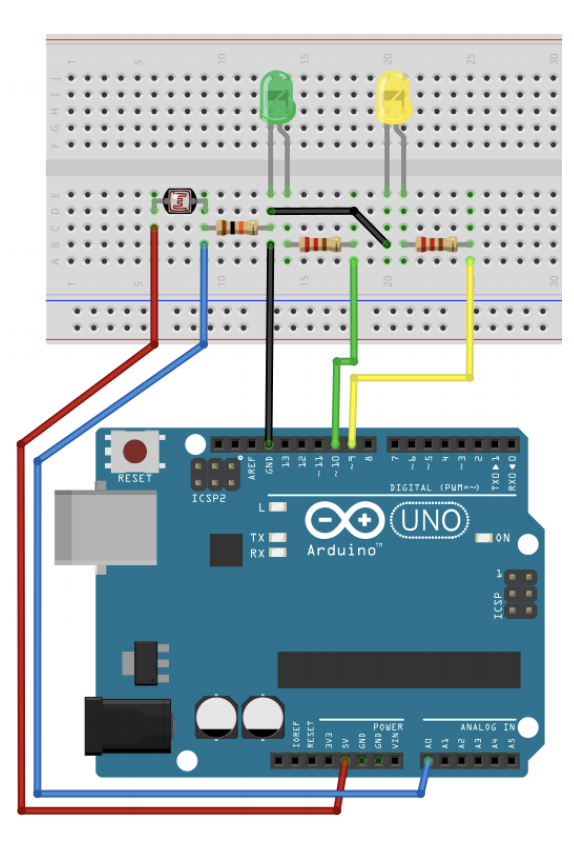 1 5 10 15 20 25 30
J J
I I
H H
G G
F F
E E
D D
C C
B B
A A
1 5 10 15 20 25 30
RESET
ICSP2
AREF
GND
13
12
~11
~10
~9
8
7
~6
~5
4
~3
2
TX0▶1
RX0◀0
DIGITAL (PWM=~)
L
TX
RX
UNO
Arduino™
ON
1
ICSP
POWER
ANALOG IN
IOREF
RESET
3V3
5V
GND
GND
VIN
A0
A1
A2
A3
A4
A5